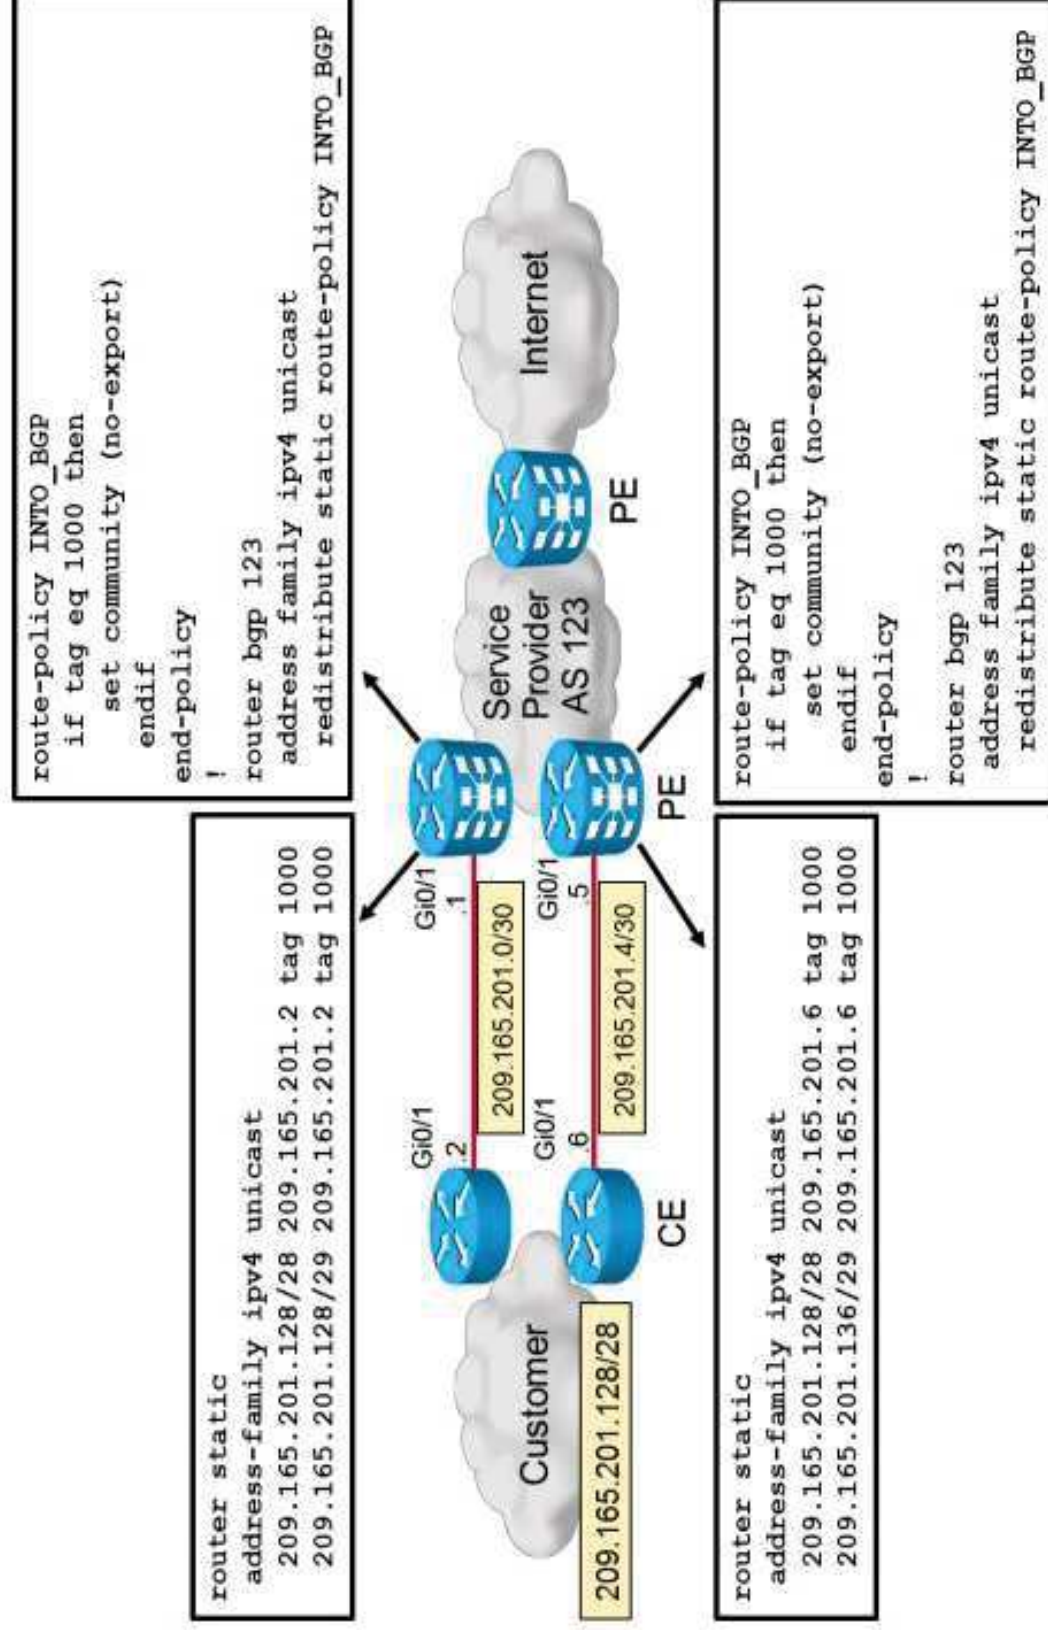 router static
address-family ipv4 unicast
209.165.201.128/28 209.165.201.2 tag 1000
209.165.201.128/29 209.165.201.2 tag 1000
route-policy INTO_BGP
if tag eq 1000 then
set community (no-export)
endif
end-policy
!
router bgp 123
address family ipv4 unicast
redistribute static route-policy INTO_BGP
Gi0/1
.2
Gi0/1
.1
209.165.201.0/30
Customer
209.165.201.128/28
CE
Gi0/1
.6
Gi0/1
.5
209.165.201.4/30
PE
Service
Provider
AS 123
PE
Internet
router static
address-family ipv4 unicast
209.165.201.128/28 209.165.201.6 tag 1000
209.165.201.136/29 209.165.201.6 tag 1000
route-policy INTO_BGP
if tag eq 1000 then
set community (no-export)
endif
end-policy
!
router bgp 123
address family ipv4 unicast
redistribute static route-policy INTO_BGP